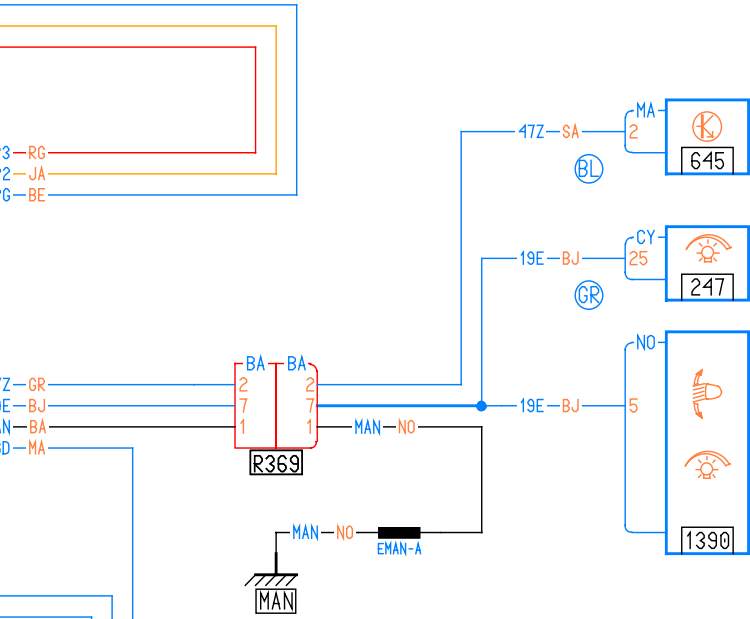 MA
47Z SA 2
BL 645
RG
JA
BE
CY
19E BJ 25
GR 247
NO
BA BA
GR 2 2
BJ 7 7 19E BJ 5
BA 1 1 MAN NO
MA
R369
MAN NO
EMAN-A
1390
MAN